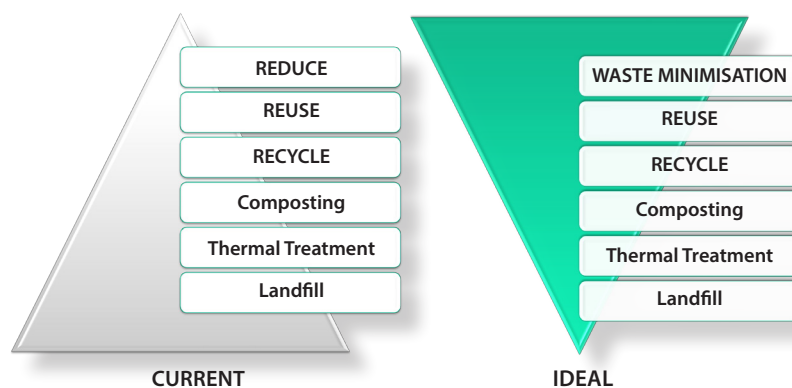 REDUCE
REUSE
RECYCLE
Composting
Thermal Treatment
Landfill
CURRENT
WASTE MINIMISATION
REUSE
RECYCLE
Composting
Thermal Treatment
Landfill
IDEAL